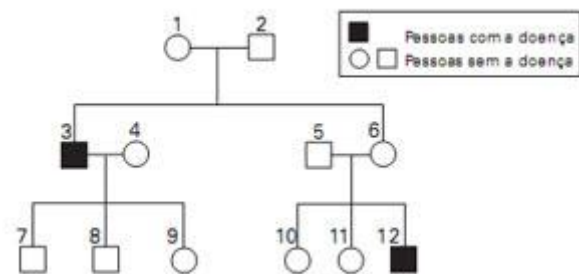 1 2
Pessoas com a doença
Pessoas sem a doença
3 4 5 6
7 8 9 10 11 12